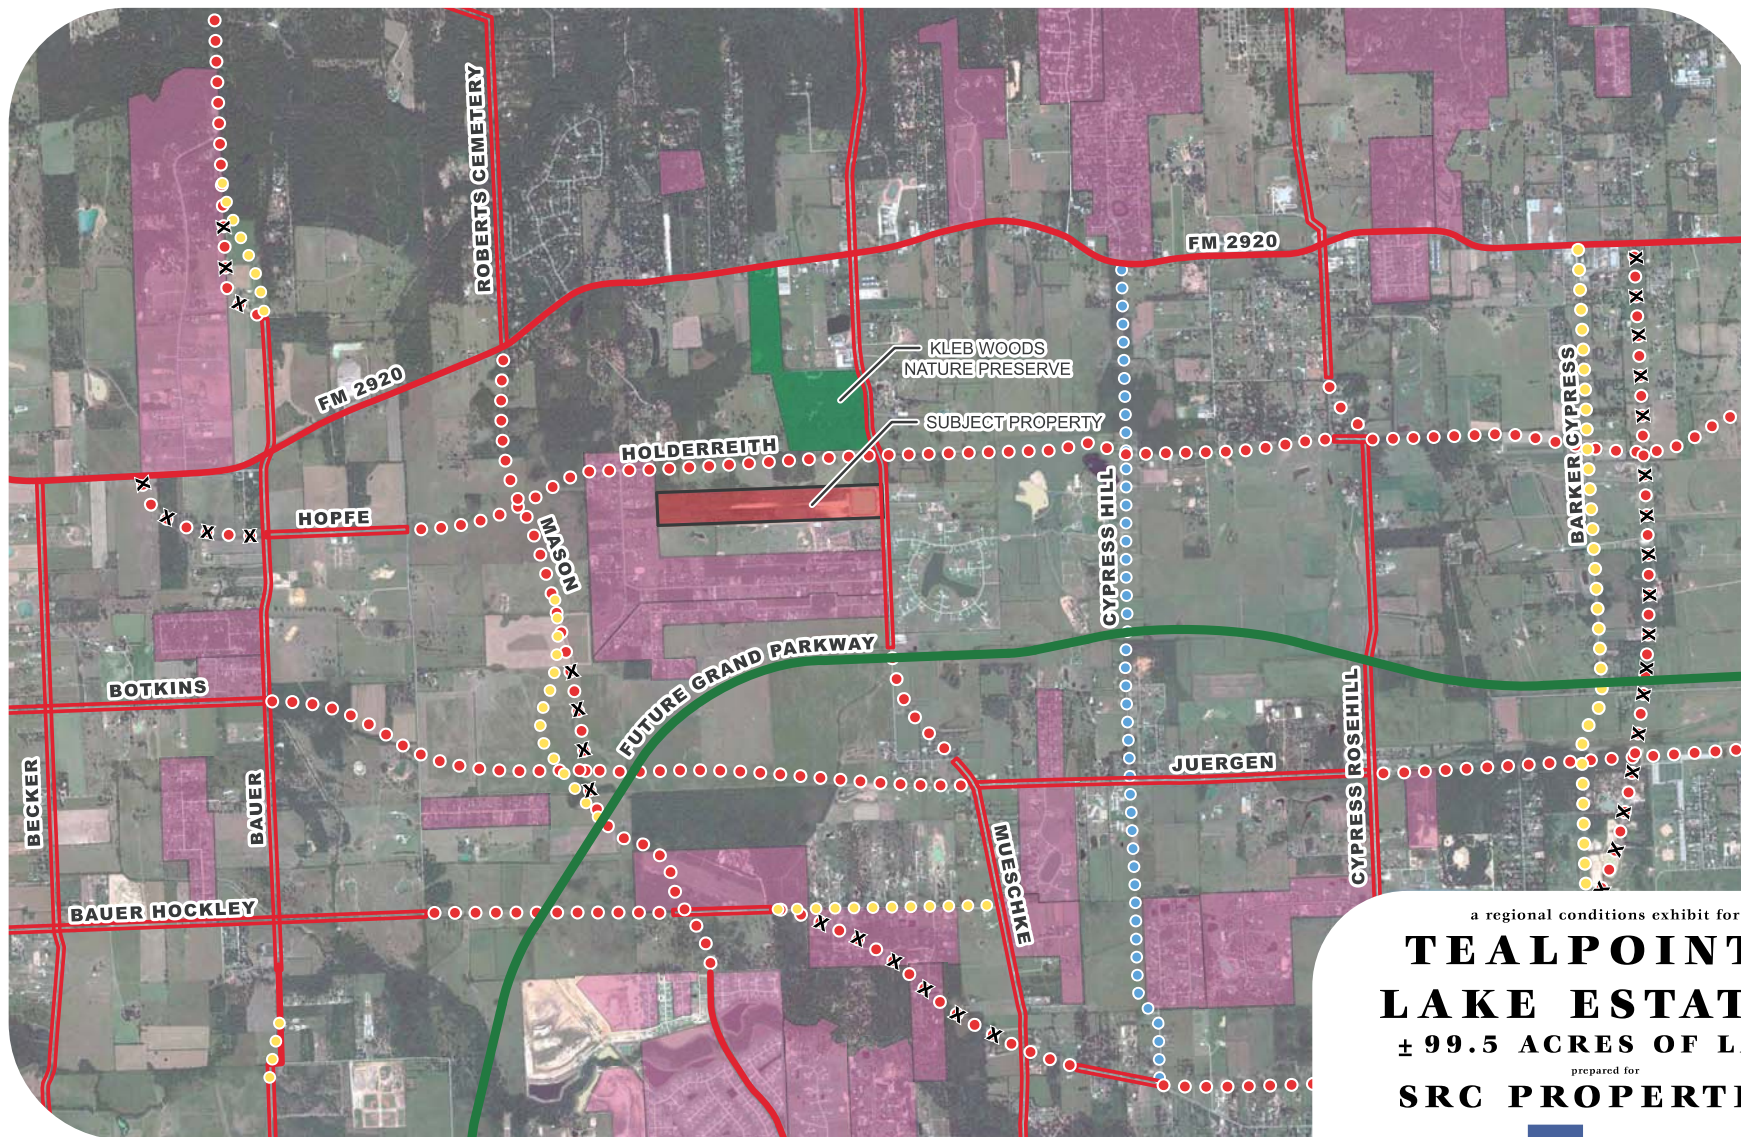 ROBERTS CEMETERY
FM 2920
FM 2920
KLEB WOODS
NATURE PRESERVE
SUBJECT PROPERTY
HOLDERREITH
BARKER CYPRESS
HOPFE
MASON
CYPRESS HILL
FUTURE GRAND PARKWAY
BOTKINS
BECKER
BAUER
JUERGEN
CYPRESS ROSEHILL
MUESCHKE
BAUER HOCKLEY
X X X X X X X X X X X X X X X X X X X X X X X X X X X X X X X X X X X X X X
a regional conditions exhibit for
TEALPOINT
LAKE ESTAT
± 99.5 ACRES OF L
prepared for
SRC PROPERTI